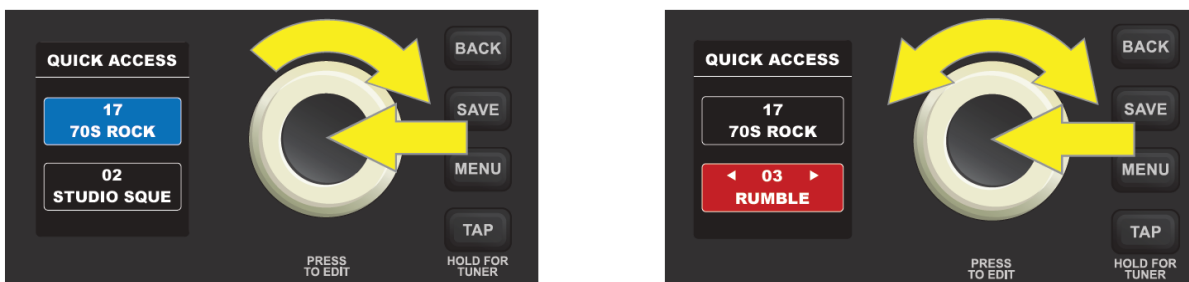 QUICK ACCESS
17
70S ROCK
02
STUDIO SQUE
BACK
SAVE
MENU
TAP
PRESS
TO EDIT
HOLD FOR
TUNER
QUICK ACCESS
17
70S ROCK
03
RUMBLE
BACK
SAVE
MENU
TAP
PRESS
TO EDIT
HOLD FOR
TUNER